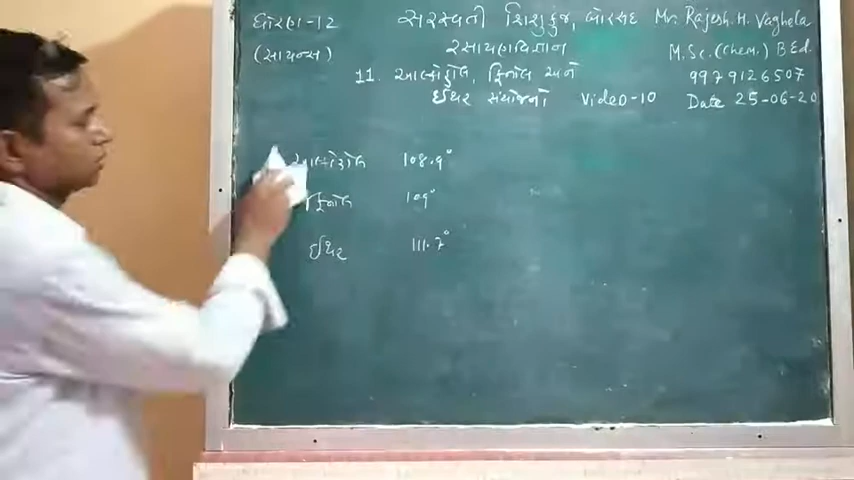 ધોરણ-12
(સાયન્સ)
સરસ્વતી શિશુકુંજ, બોરસદ
રસાયણવિજ્ઞાન
11. આલ્કોહોલ, ફિનોલ અને
ઈથર સંયોજનો Video-10
Mr. Rajesh. H. Vaghela
M.Sc. (Chem.) B.Ed.
9979126507
Date 25-06-20
આલ્કોહોલ 108.9°
ફિનોલ 109°
ઈથર 111.7°